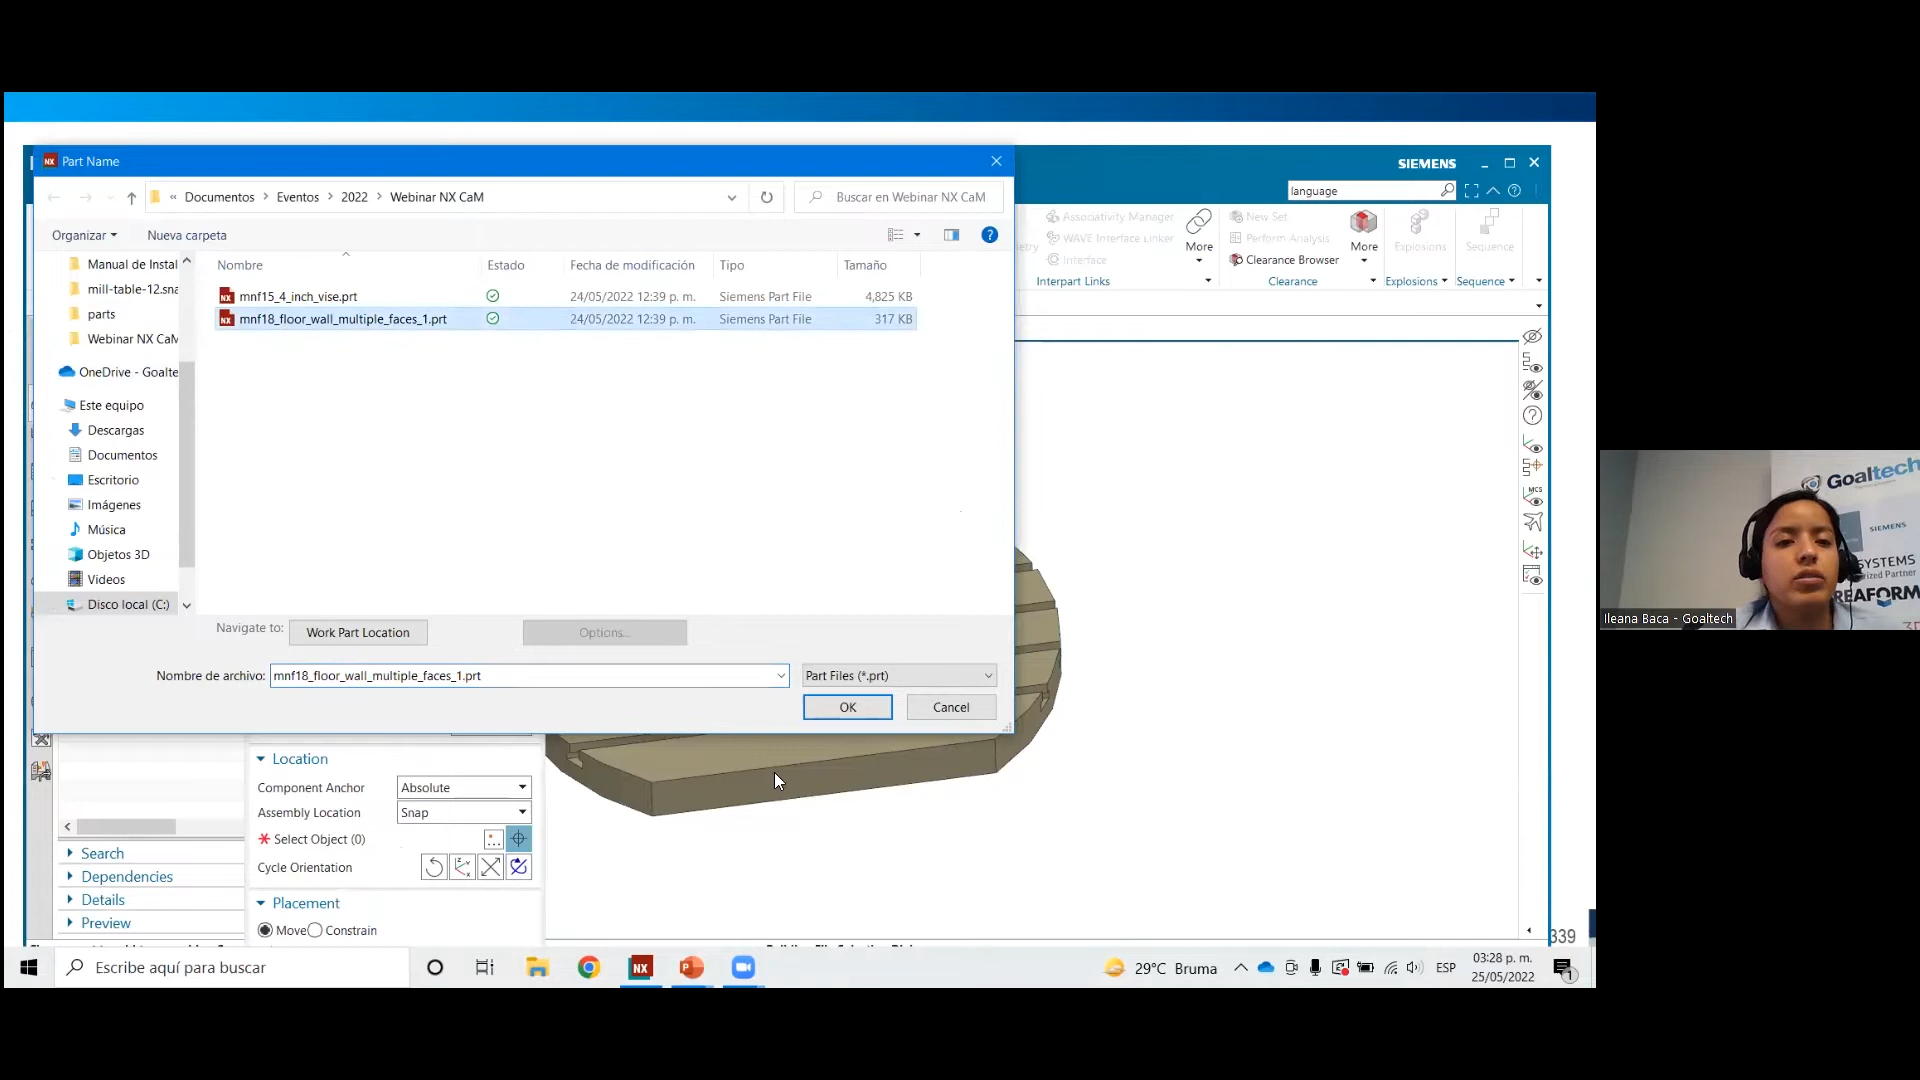 Part Name
SIEMENS
« Documentos > Eventos > 2022 > Webinar NX CaM
Buscar en Webinar NX CaM
language
Organizar
Nueva carpeta
Associativity Manager
WAVE Interface Linker
Interface
More
New Set
Perform Analysis
Clearance Browser
More
Explosions
Sequence
Interpart Links
Clearance
Explosions
Sequence
Nombre
Estado
Fecha de modificación
Tipo
Tamaño
mnf15_4_inch_vise.prt
24/05/2022 12:39 p. m.
Siemens Part File
4,825 KB
mnf18_floor_wall_multiple_faces_1.prt
24/05/2022 12:39 p. m.
Siemens Part File
317 KB
Manual de Instal
mill-table-12.sna
parts
Webinar NX CaM
OneDrive - Goalte
Este equipo
Descargas
Documentos
Escritorio
Imágenes
Música
Objetos 3D
Videos
Disco local (C:)
Navigate to:
Work Part Location
Options...
Nombre de archivo:
mnf18_floor_wall_multiple_faces_1.prt
Part Files (*.prt)
OK
Cancel
Location
Component Anchor
Absolute
Assembly Location
Snap
* Select Object (0)
Cycle Orientation
Placement
Move
Constrain
Search
Dependencies
Details
Preview
MCS
339
Escribe aquí para buscar
29°C Bruma
ESP
03:28 p. m.
25/05/2022
1
Goaltech
SIEMENS
SYSTEMS
REAFORM
Ileana Baca - Goaltech